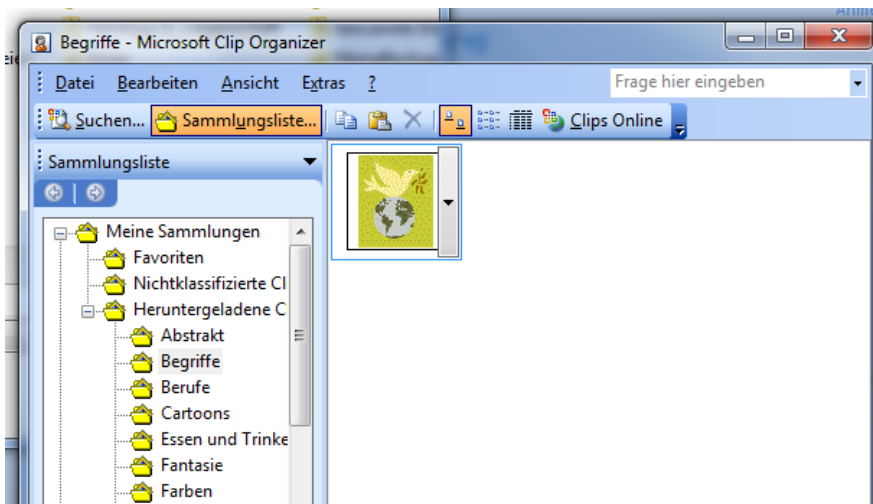 Begriffe - Microsoft Clip Organizer
Datei Bearbeiten Ansicht Extras ? Frage hier eingeben
Suchen... Sammlungsliste... Clips Online
Sammlungsliste
Meine Sammlungen
Favoriten
Nichtklassifizierte Cl
Heruntergeladene C
Abstrakt
Begriffe
Berufe
Cartoons
Essen und Trinke
Fantasie
Farben